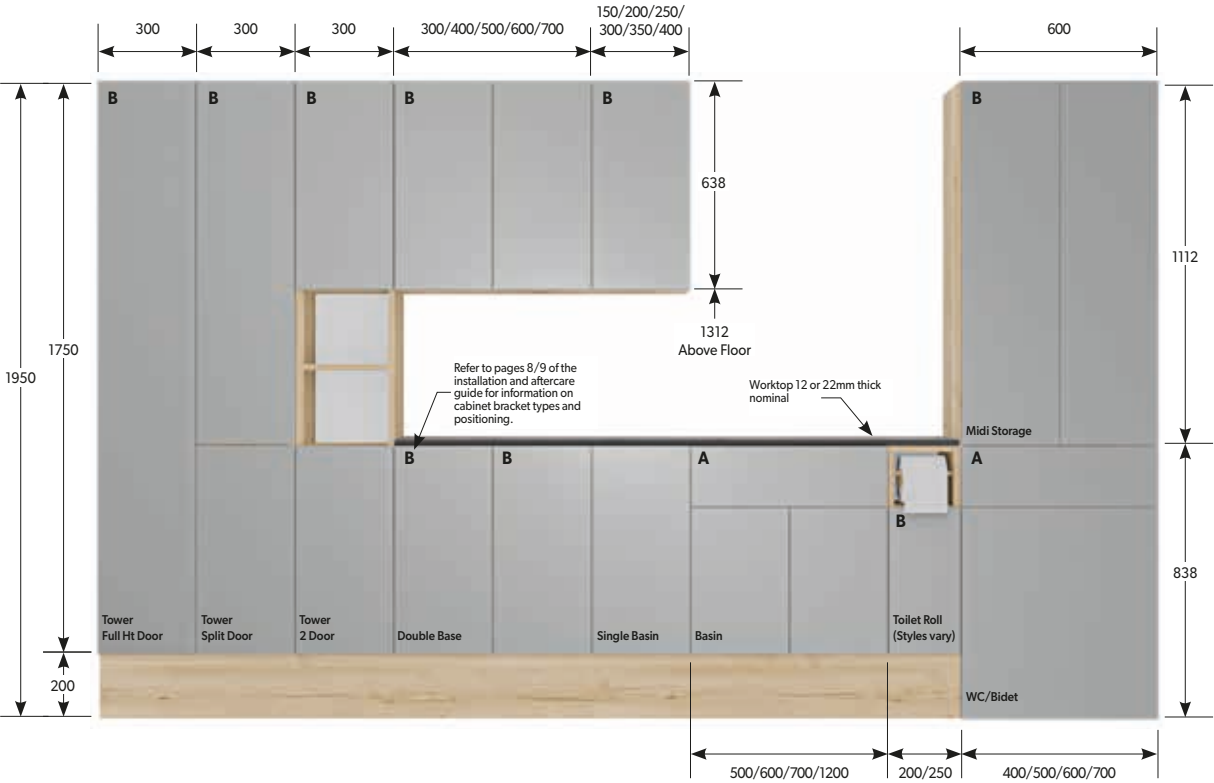 150/200/250/
300
300
300
300/400/500/600/700
300/350/400
600
B
B
B
B
B
B
638
1112
1312
Above Floor
1750
1950
Refer to pages 8/9 of the
installation and aftercare
guide for information on
cabinet bracket types and
positioning.
Worktop 12 or 22mm thick
nominal
Midi Storage
B
B
A
A
B
838
Tower
Full Ht Door
Tower
Split Door
Tower
2 Door
Double Base
Single Basin
Basin
Toilet Roll
(Styles vary)
200
WC/Bidet
500/600/700/1200
200/250
400/500/600/700